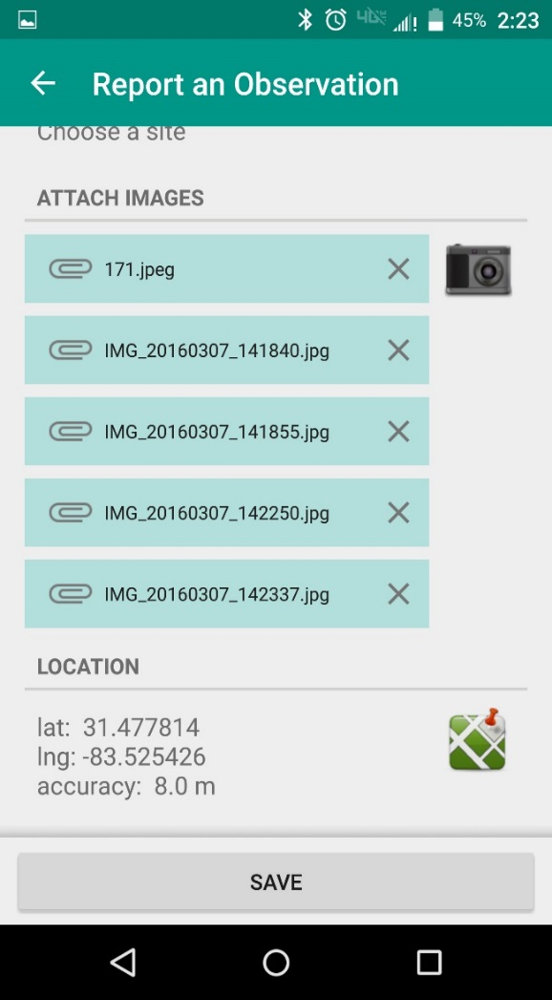 45% 2:23
Report an Observation
Choose a site
ATTACH IMAGES
171.jpeg
IMG_20160307_141840.jpg
IMG_20160307_141855.jpg
IMG_20160307_142250.jpg
IMG_20160307_142337.jpg
LOCATION
lat: 31.477814
lng: -83.525426
accuracy: 8.0 m
SAVE